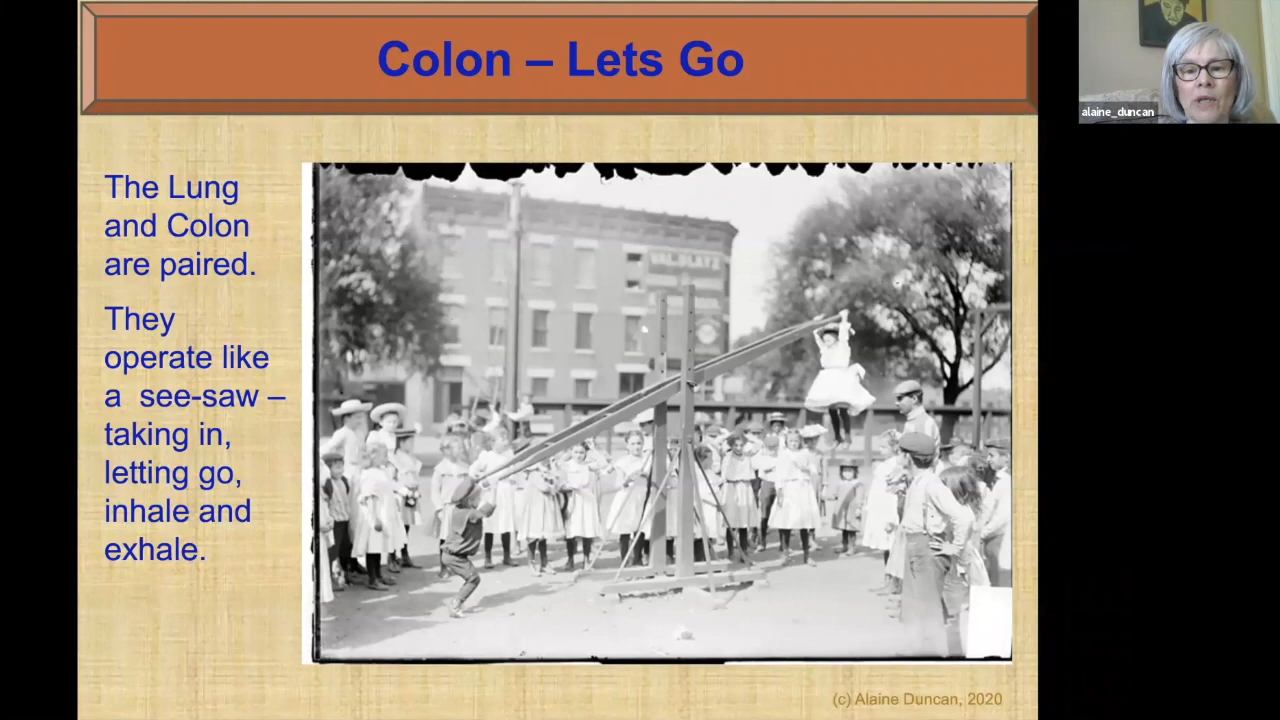 Colon – Lets Go
alaine_duncan
The Lung
and Colon
are paired.
They
operate like
a  see-saw –
taking in,
letting go,
inhale and
exhale.
(c) Alaine Duncan, 2020